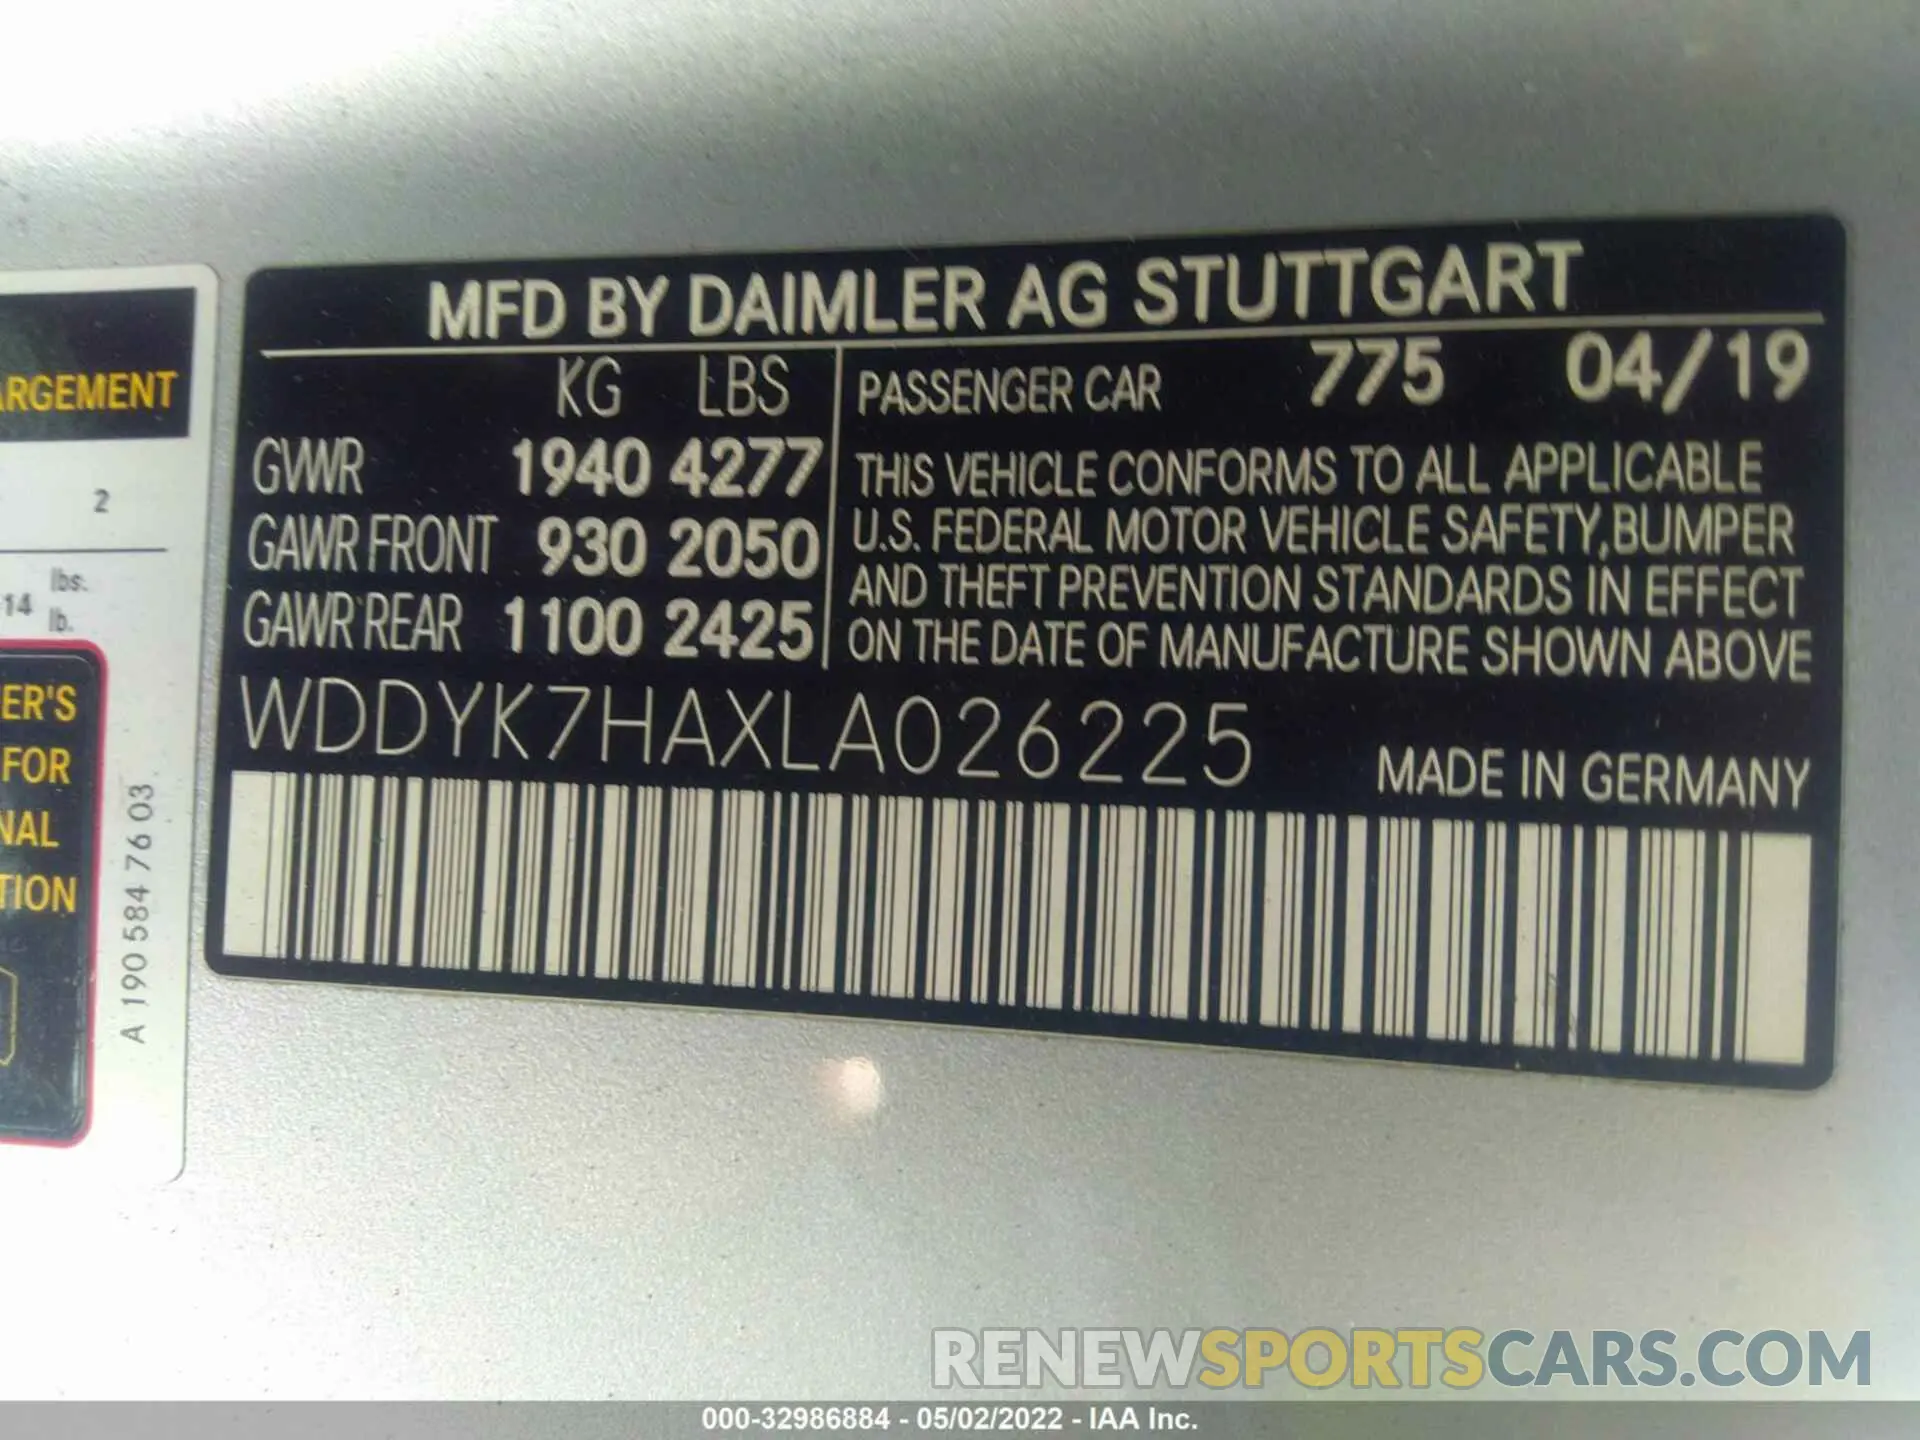 MFD BY DAIMLER AG STUTTGART
KG LBS
GVWR 1940 4277
GAWR FRONT 930 2050
GAWR REAR 1100 2425
PASSENGER CAR 775 04/19
THIS VEHICLE CONFORMS TO ALL APPLICABLE
U.S. FEDERAL MOTOR VEHICLE SAFETY, BUMPER
AND THEFT PREVENTION STANDARDS IN EFFECT
ON THE DATE OF MANUFACTURE SHOWN ABOVE
WDDYK7HAXLA026225
MADE IN GERMANY
ARGEMENT
2
14 lbs.
lb.
ER'S
FOR
NAL
TION
A 190 584 76 03
RENEWSPORTSCARS.COM
000-32986884 - 05/02/2022 - IAA Inc.